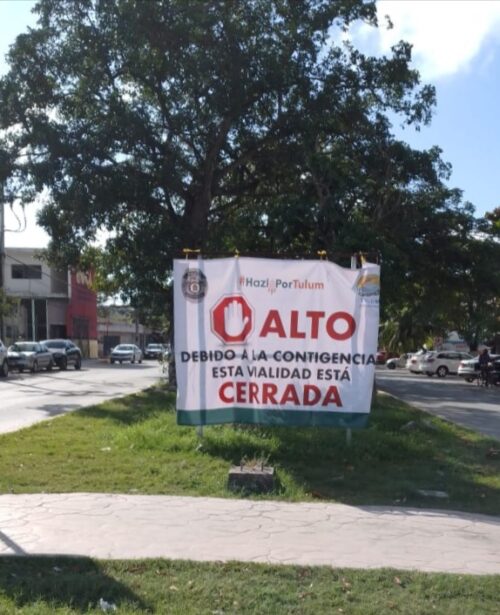 #HazloPorTulum
ALTO
DEBIDO A LA CONTIGENCIA
ESTA VIALIDAD ESTÁ
CERRADA